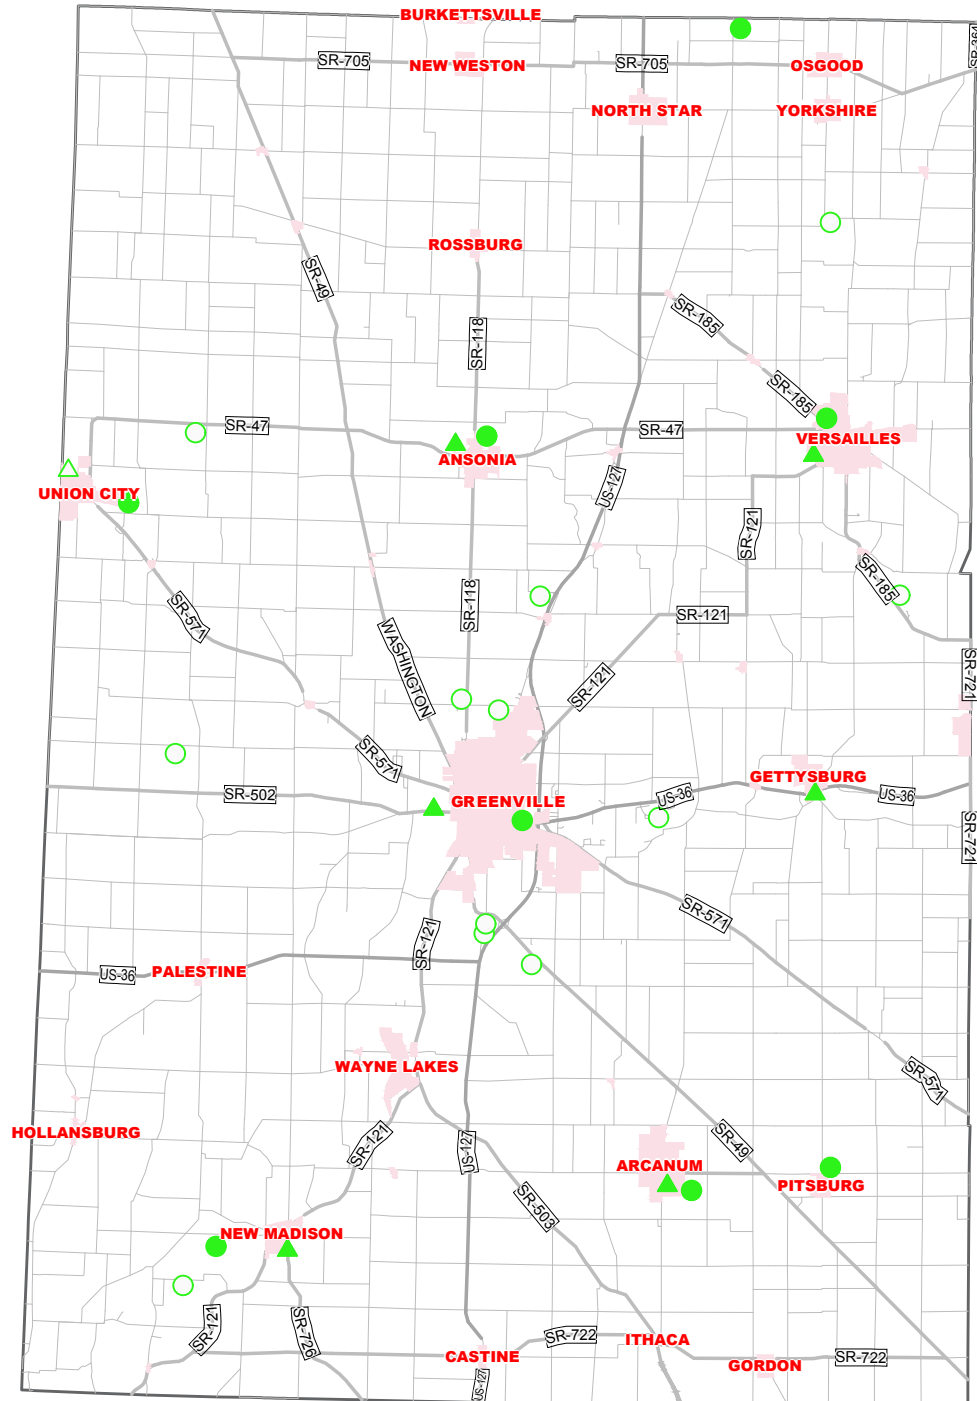 BURKETTSVILLE
SR-705
NEW WESTON
SR-705
OSGOOD
SR-364
NORTH STAR
YORKSHIRE
ROSSBURG
SR-49
SR-118
SR-185
SR-185
SR-47
SR-47
ANSONIA
VERSAILLES
UNION CITY
US-127
SR-121
SR-185
SR-571
SR-118
SR-121
WASHINGTON
SR-121
SR-721
SR-571
SR-502
GREENVILLE
GETTYSBURG
US-36
US-36
SR-721
SR-571
SR-121
US-36
PALESTINE
WAYNE LAKES
SR-571
HOLLANSBURG
SR-121
US-127
SR-49
ARCANUM
PITSBURG
SR-503
NEW MADISON
SR-121
SR-726
SR-722
ITHACA
CASTINE
GORDON
SR-722
US-127